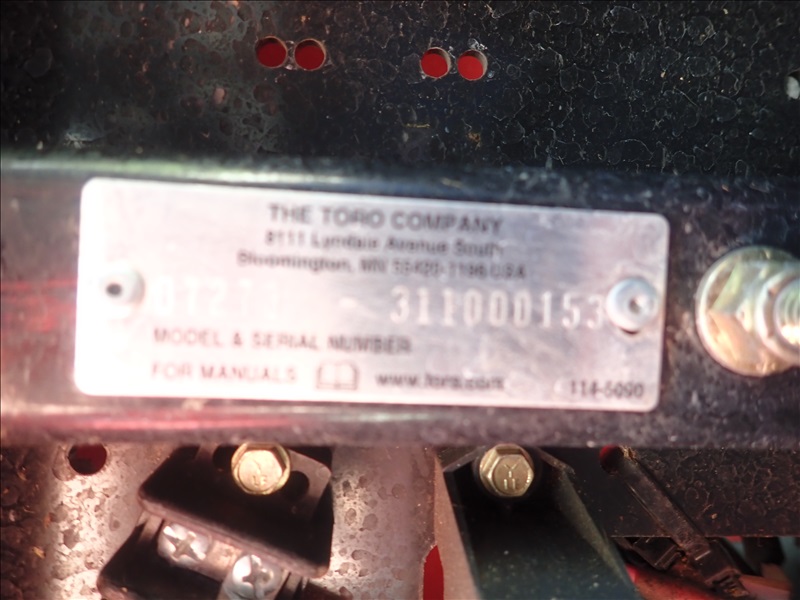 THE TORO COMPANY
8111 Lyndale Avenue South
Bloomington, MN 55420-1196 USA
- 311000153
MODEL & SERIAL NUMBER
FOR MANUALS www.toro.com 114-5090